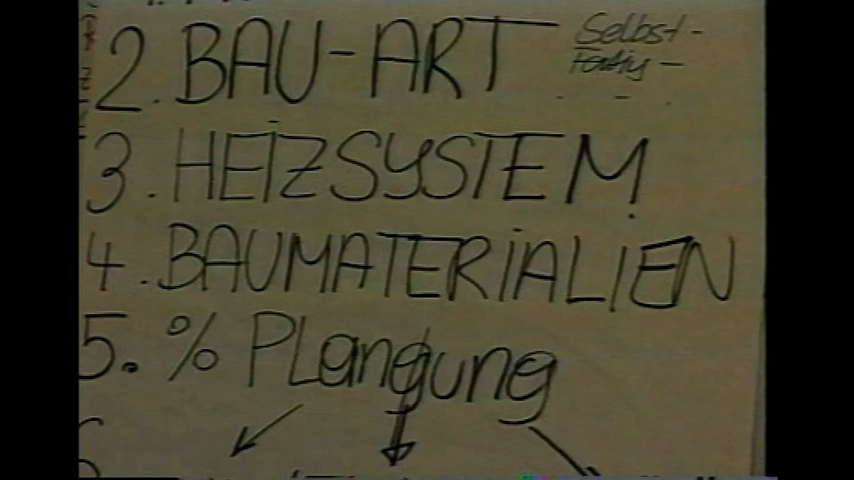 2. BAU-ART Selbst-
Fertig-
3. HEIZSYSTEM
4. BAUMATERIALIEN
5. % PLangung